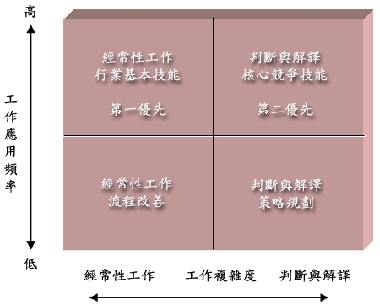 高
經常性工作
行業基本技能
第一優先
判斷與解譯
核心競爭技能
第二優先
工作應用頻率
經常性工作
流程改善
判斷與解譯
策略規劃
低
經常性工作
工作複雜度
判斷與解譯